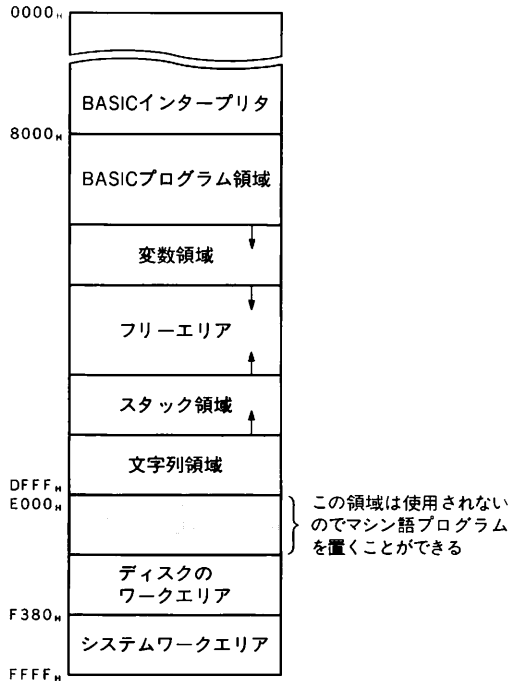 0000H
BASICインタープリタ
8000H
BASICプログラム領域
変数領域
フリーエリア
スタック領域
文字列領域
DFFFH
E000H
この領域は使用されない
のでマシン語プログラム
を置くことができる
ディスクの
ワークエリア
F380H
システムワークエリア
FFFFH